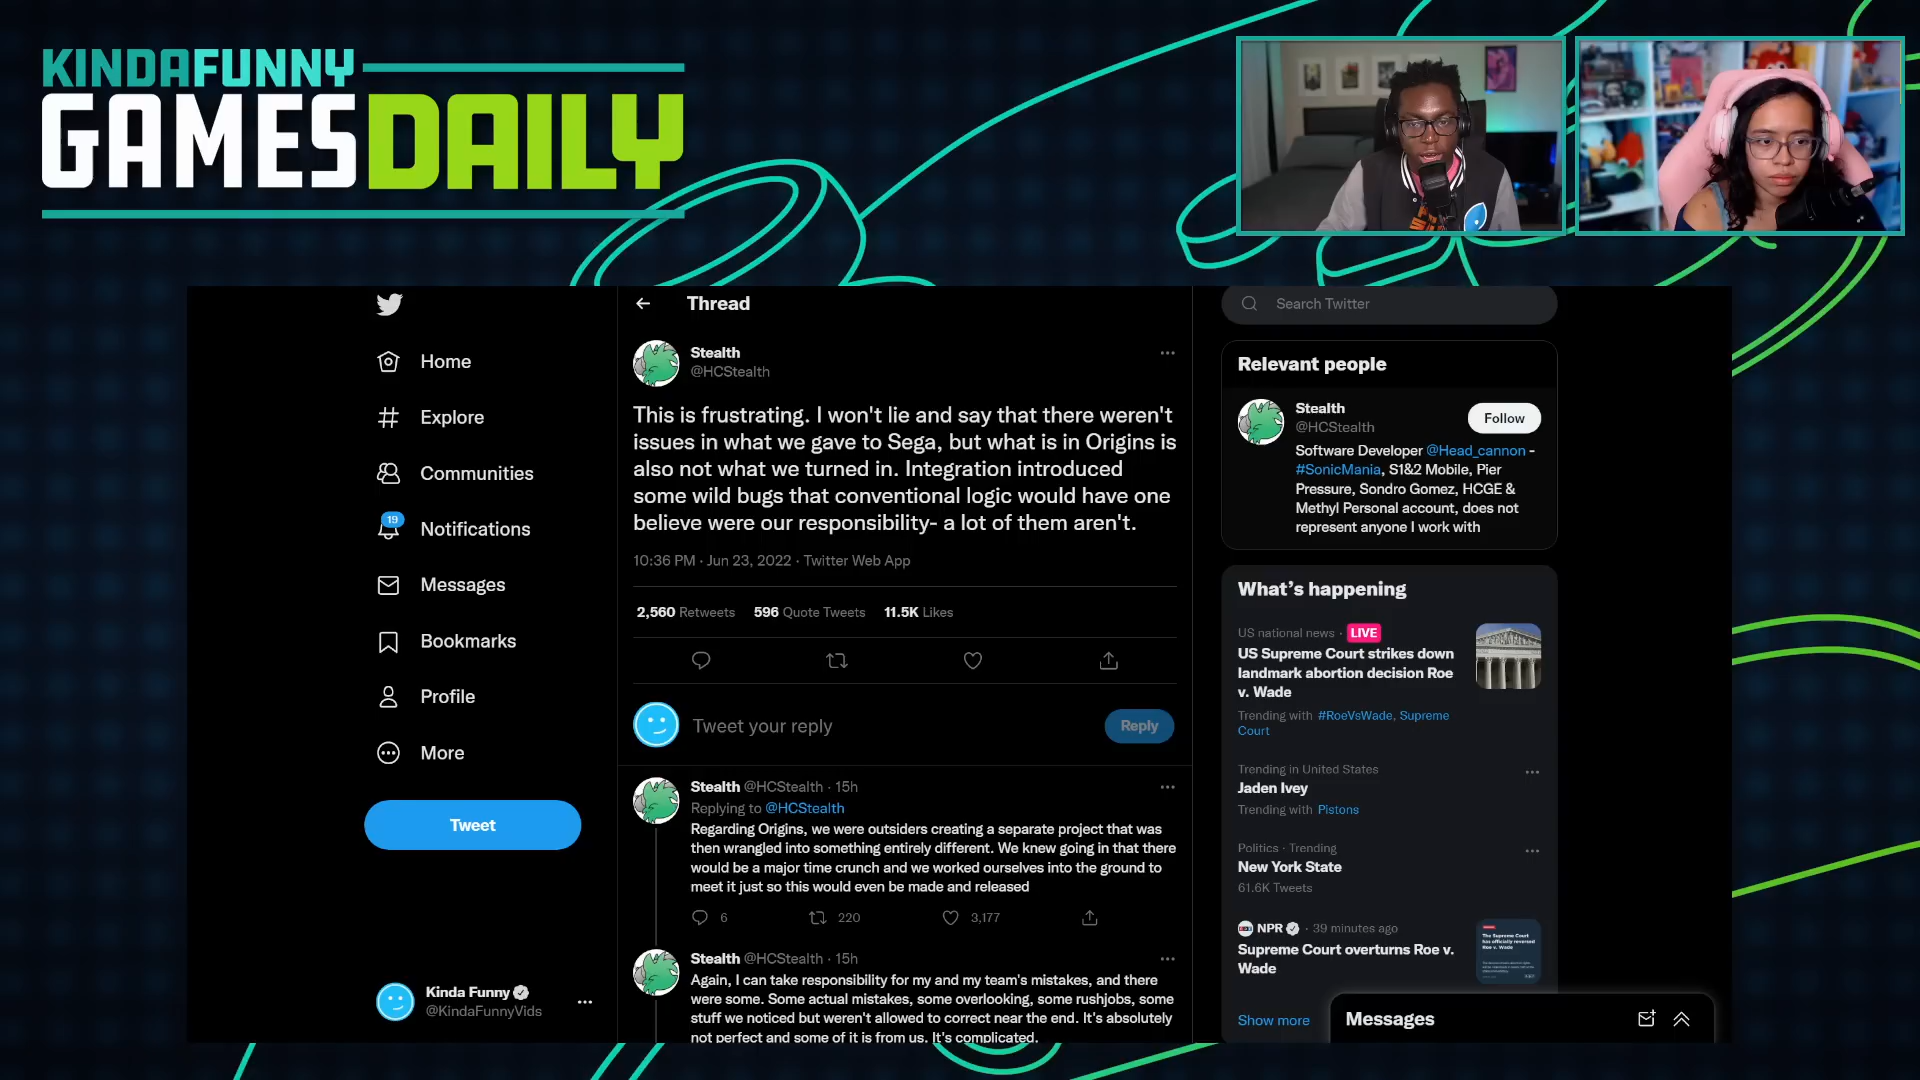 KINDAFUNNY
GAMESDAILY
Home
Explore
Communities
19
Notifications
Messages
Bookmarks
Profile
More
Tweet
Kinda Funny
@KindaFunnyVids
Thread
Stealth
@HCStealth
This is frustrating. I won't lie and say that there weren't
issues in what we gave to Sega, but what is in Origins is
also not what we turned in. Integration introduced
some wild bugs that conventional logic would have one
believe were our responsibility- a lot of them aren't.
10:36 PM · Jun 23, 2022 · Twitter Web App
2,560 Retweets 596 Quote Tweets 11.5K Likes
Tweet your reply
Reply
Stealth @HCStealth · 15h
Replying to @HCStealth
Regarding Origins, we were outsiders creating a separate project that was
then wrangled into something entirely different. We knew going in that there
would be a major time crunch and we worked ourselves into the ground to
meet it just so this would even be made and released
6 220 3,177
Stealth @HCStealth · 15h
Again, I can take responsibility for my and my team's mistakes, and there
were some. Some actual mistakes, some overlooking, some rushjobs, some
stuff we noticed but weren't allowed to correct near the end. It's absolutely
not perfect and some of it is from us. It's complicated.
Search Twitter
Relevant people
Stealth
@HCStealth
Follow
Software Developer @Head_cannon -
#SonicMania, S1&2 Mobile, Pier
Pressure, Sondro Gomez, HCGE &
Methyl Personal account, does not
represent anyone I work with
What's happening
US national news · LIVE
US Supreme Court strikes down
landmark abortion decision Roe
v. Wade
Trending with #RoeVsWade, Supreme
Court
Trending in United States
Jaden Ivey
Trending with Pistons
Politics · Trending
New York State
61.6K Tweets
NPR · 39 minutes ago
Supreme Court overturns Roe v.
Wade
Show more
Messages